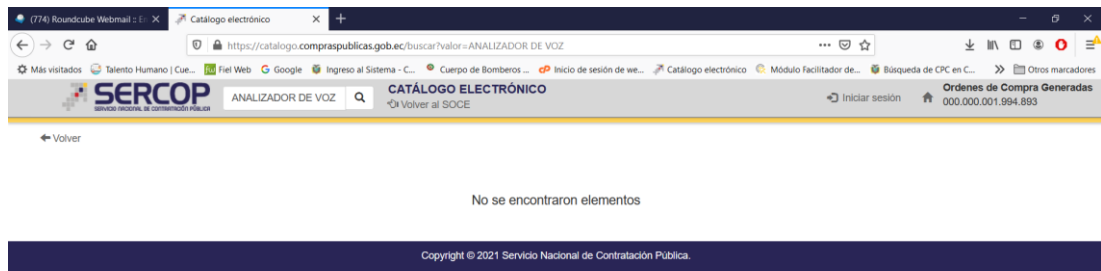 (774) Roundcube Webmail :: En
Catálogo electrónico
https://catalogo.compraspublicas.gob.ec/buscar?valor=ANALIZADOR DE VOZ
Más visitados Talento Humano | Cue... Fiel Web Google Ingreso al Sistema - C... Cuerpo de Bomberos ... Inicio de sesión de we... Catálogo electrónico Módulo Facilitador de... Búsqueda de CPC en C... Otros marcadores
SERCOP
SERVICIO NACIONAL DE CONTRATACIÓN PÚBLICA
ANALIZADOR DE VOZ
CATÁLOGO ELECTRÓNICO
Volver al SOCE
Iniciar sesión
Ordenes de Compra Generadas
000.000.001.994.893
Volver
No se encontraron elementos
Copyright © 2021 Servicio Nacional de Contratación Pública.